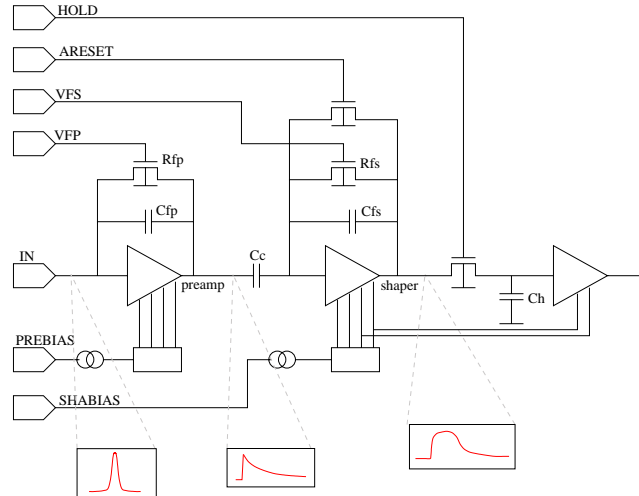 HOLD
ARESET
VFS
VFP
Rfp
Rfs
Cfp
Cfs
IN
Cc
preamp
shaper
Ch
PREBIAS
SHABIAS